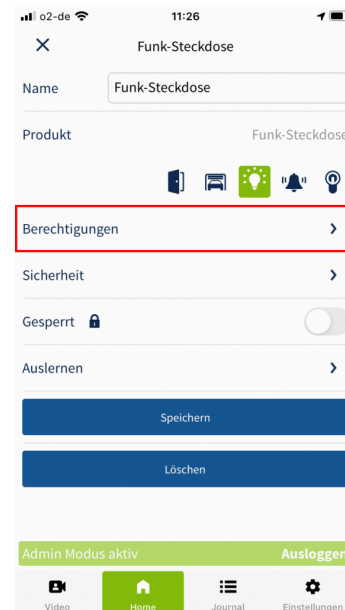 o2-de 11:26
Funk-Steckdose
Name Funk-Steckdose
Produkt Funk-Steckdose
Berechtigungen
Sicherheit
Gesperrt
Auslernen
Speichern
Löschen
Admin Modus aktiv Ausloggen
Video Home Journal Einstellungen